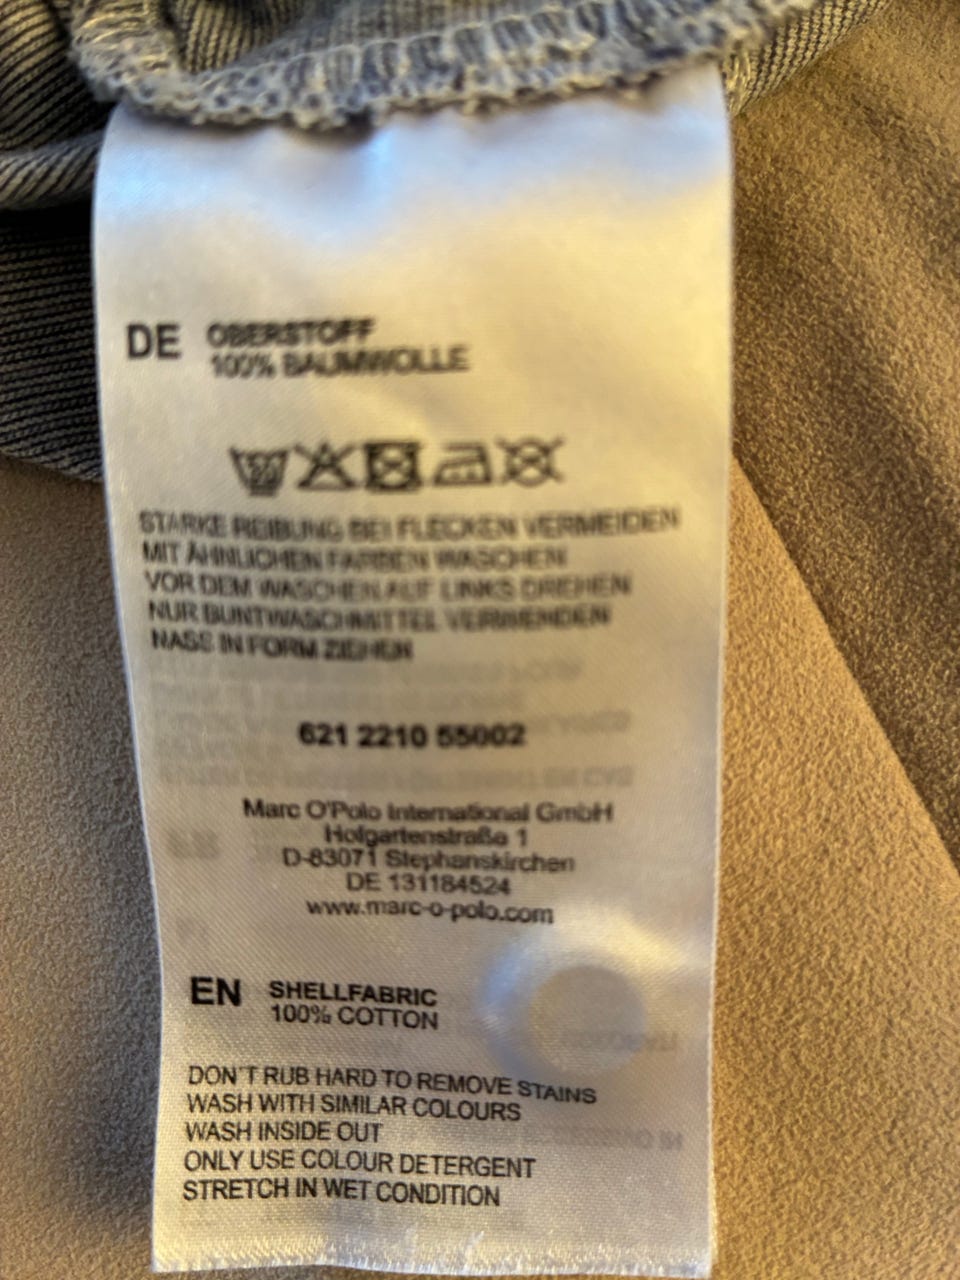 DE OBERSTOFF
100% BAUMWOLLE
STARKE REIBUNG BEI FLECKEN VERMEIDEN
MIT ÄHNLICHEN FARBEN WASCHEN
VOR DEM WASCHEN AUF LINKS DREHEN
NUR BUNTWASCHMITTEL VERWENDEN
NASS IN FORM ZIEHEN
621 2210 55002
Marc O'Polo International GmbH
Hofgartenstraße 1
D-83071 Stephanskirchen
DE 131184524
www.marc-o-polo.com
EN SHELLFABRIC
100% COTTON
DON'T RUB HARD TO REMOVE STAINS
WASH WITH SIMILAR COLOURS
WASH INSIDE OUT
ONLY USE COLOUR DETERGENT
STRETCH IN WET CONDITION